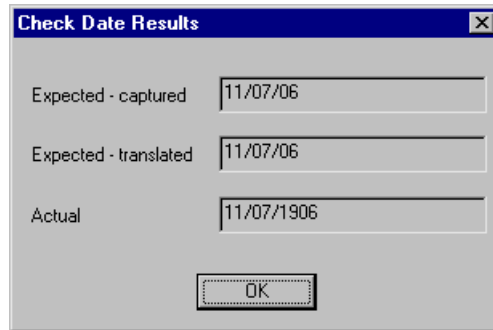 Check Date Results
Expected - captured 11/07/06
Expected - translated 11/07/06
Actual 11/07/1906
OK